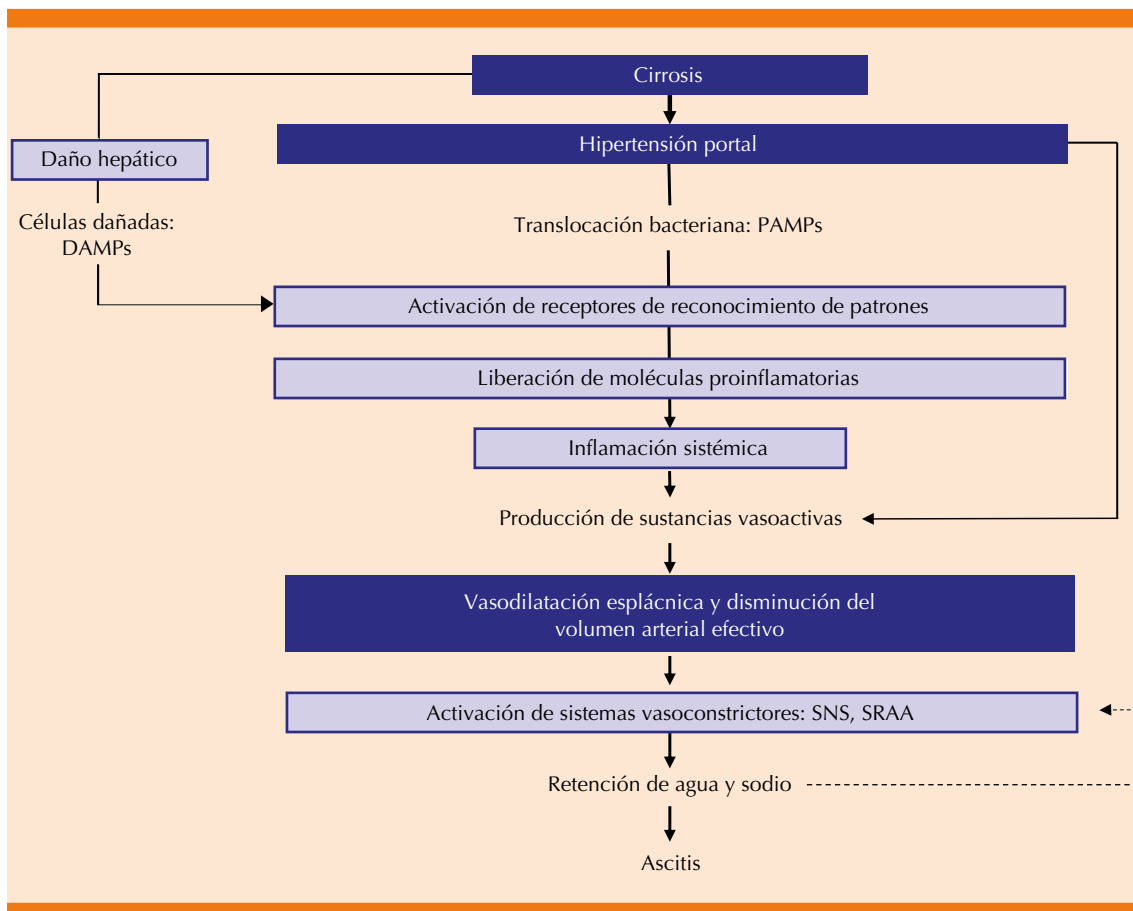 Cirrosis
Hipertensión portal
Daño hepático
Células dañadas:
DAMPs
Translocación bacteriana: PAMPs
Activación de receptores de reconocimiento de patrones
Liberación de moléculas proinflamatorias
Inflamación sistémica
Producción de sustancias vasoactivas
Vasodilatación esplácnica y disminución del
volumen arterial efectivo
Activación de sistemas vasoconstrictores: SNS, SRAA
Retención de agua y sodio
Ascitis